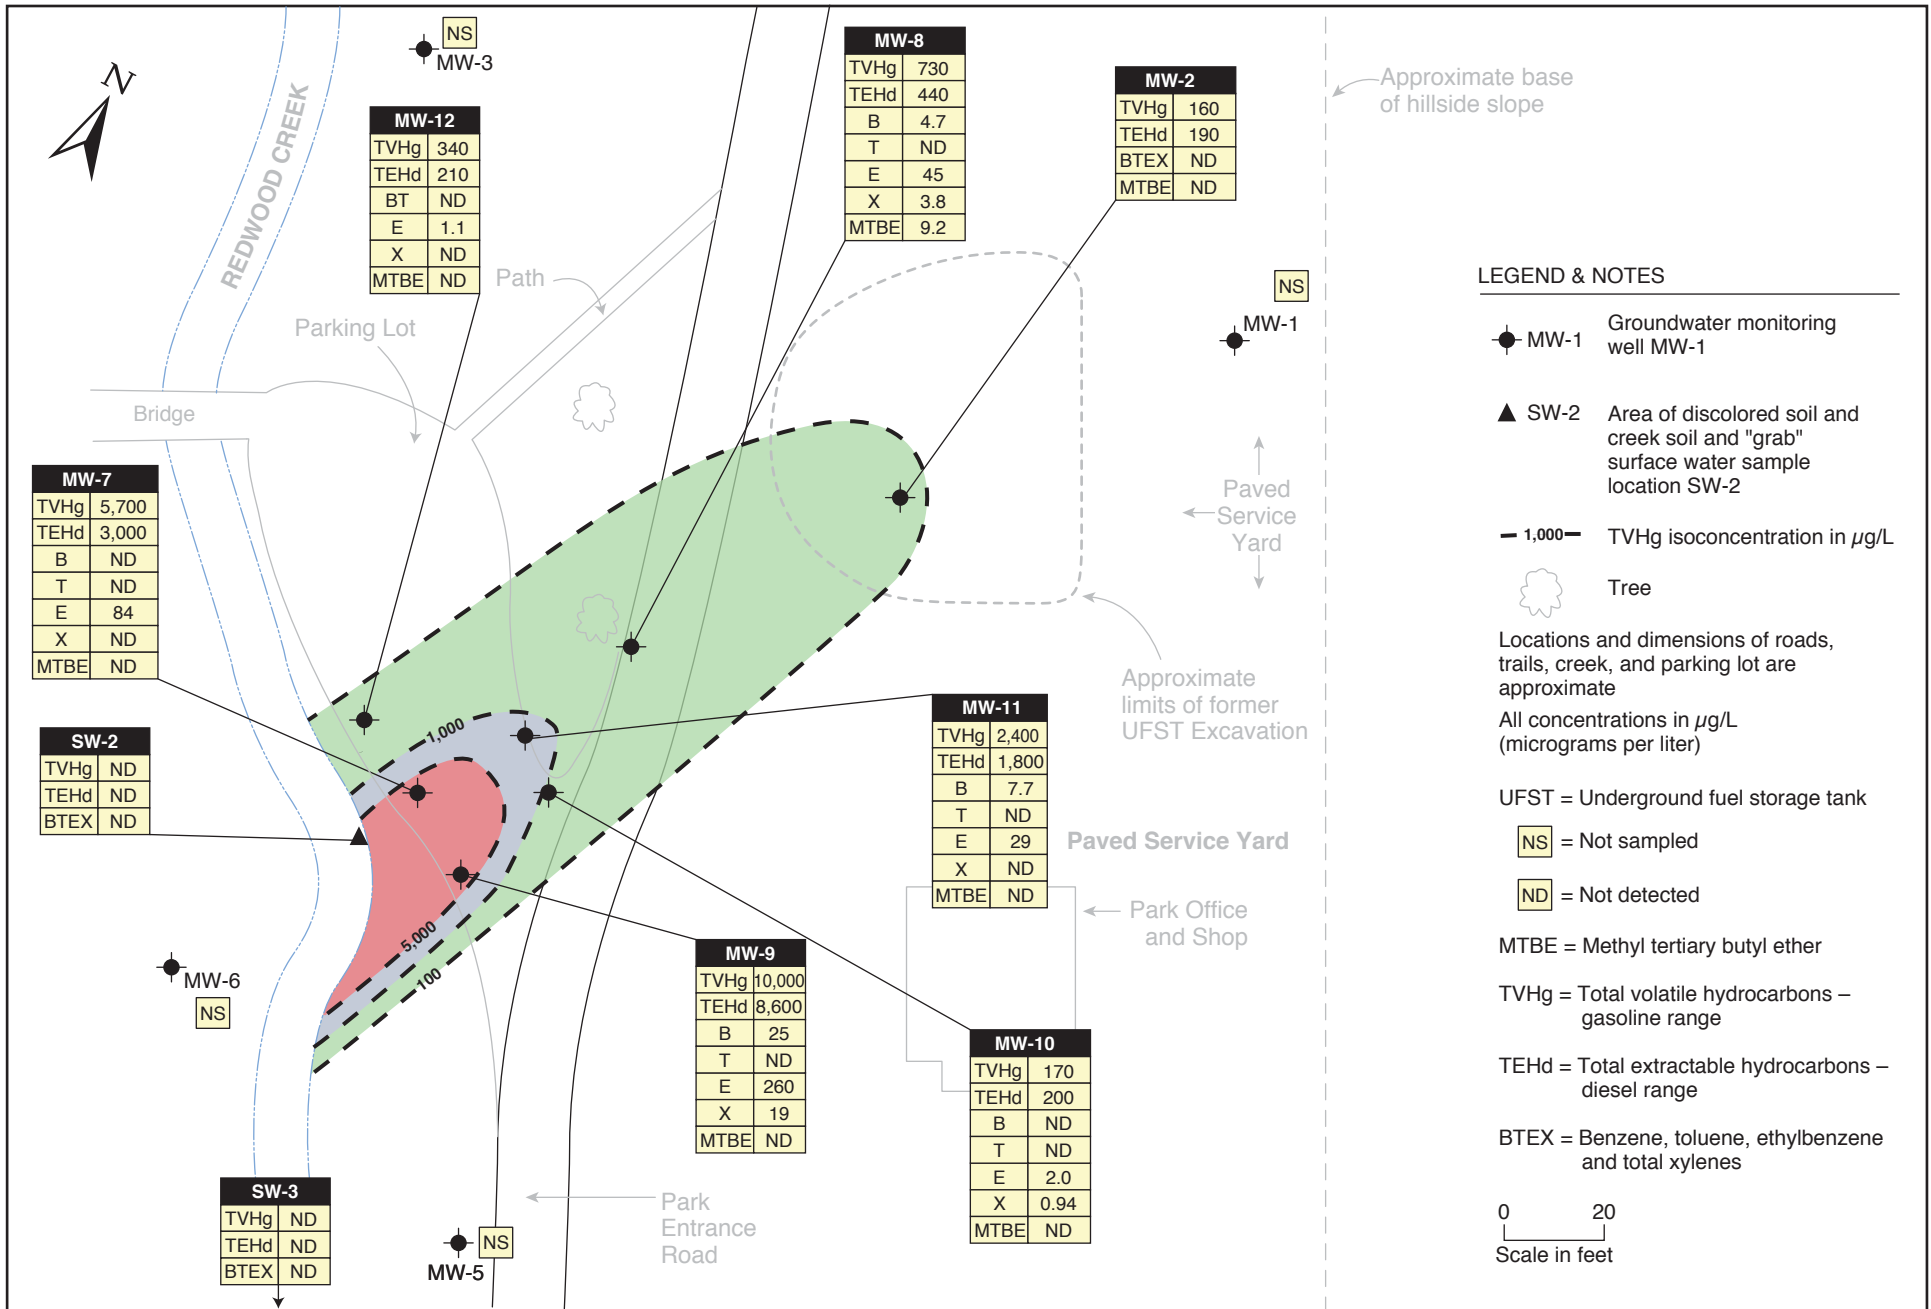 N
REDWOOD CREEK
NS
MW-3
MW-12
TVHg 340
TEHd 210
BT ND
E 1.1
X ND
MTBE ND
MW-8
TVHg 730
TEHd 440
B 4.7
T ND
E 45
X 3.8
MTBE 9.2
MW-2
TVHg 160
TEHd 190
BTEX ND
MTBE ND
Approximate base
of hillside slope
Path
Parking Lot
Bridge
NS
MW-1
Paved
Service
Yard
MW-7
TVHg 5,700
TEHd 3,000
B ND
T ND
E 84
X ND
MTBE ND
Approximate
limits of former
UFST Excavation
SW-2
TVHg ND
TEHd ND
BTEX ND
1,000
5,000
100
MW-11
TVHg 2,400
TEHd 1,800
B 7.7
T ND
E 29
X ND
MTBE ND
Paved Service Yard
Park Office
and Shop
MW-6
NS
MW-9
TVHg 10,000
TEHd 8,600
B 25
T ND
E 260
X 19
MTBE ND
MW-10
TVHg 170
TEHd 200
B ND
T ND
E 2.0
X 0.94
MTBE ND
SW-3
TVHg ND
TEHd ND
BTEX ND
NS
MW-5
Park
Entrance
Road
LEGEND & NOTES
MW-1 Groundwater monitoring
well MW-1
SW-2 Area of discolored soil and
creek soil and "grab"
surface water sample
location SW-2
1,000 TVHg isoconcentration in µg/L
Tree
Locations and dimensions of roads,
trails, creek, and parking lot are
approximate
All concentrations in µg/L
(micrograms per liter)
UFST = Underground fuel storage tank
NS = Not sampled
ND = Not detected
MTBE = Methyl tertiary butyl ether
TVHg = Total volatile hydrocarbons –
gasoline range
TEHd = Total extractable hydrocarbons –
diesel range
BTEX = Benzene, toluene, ethylbenzene
and total xylenes
0 20
Scale in feet